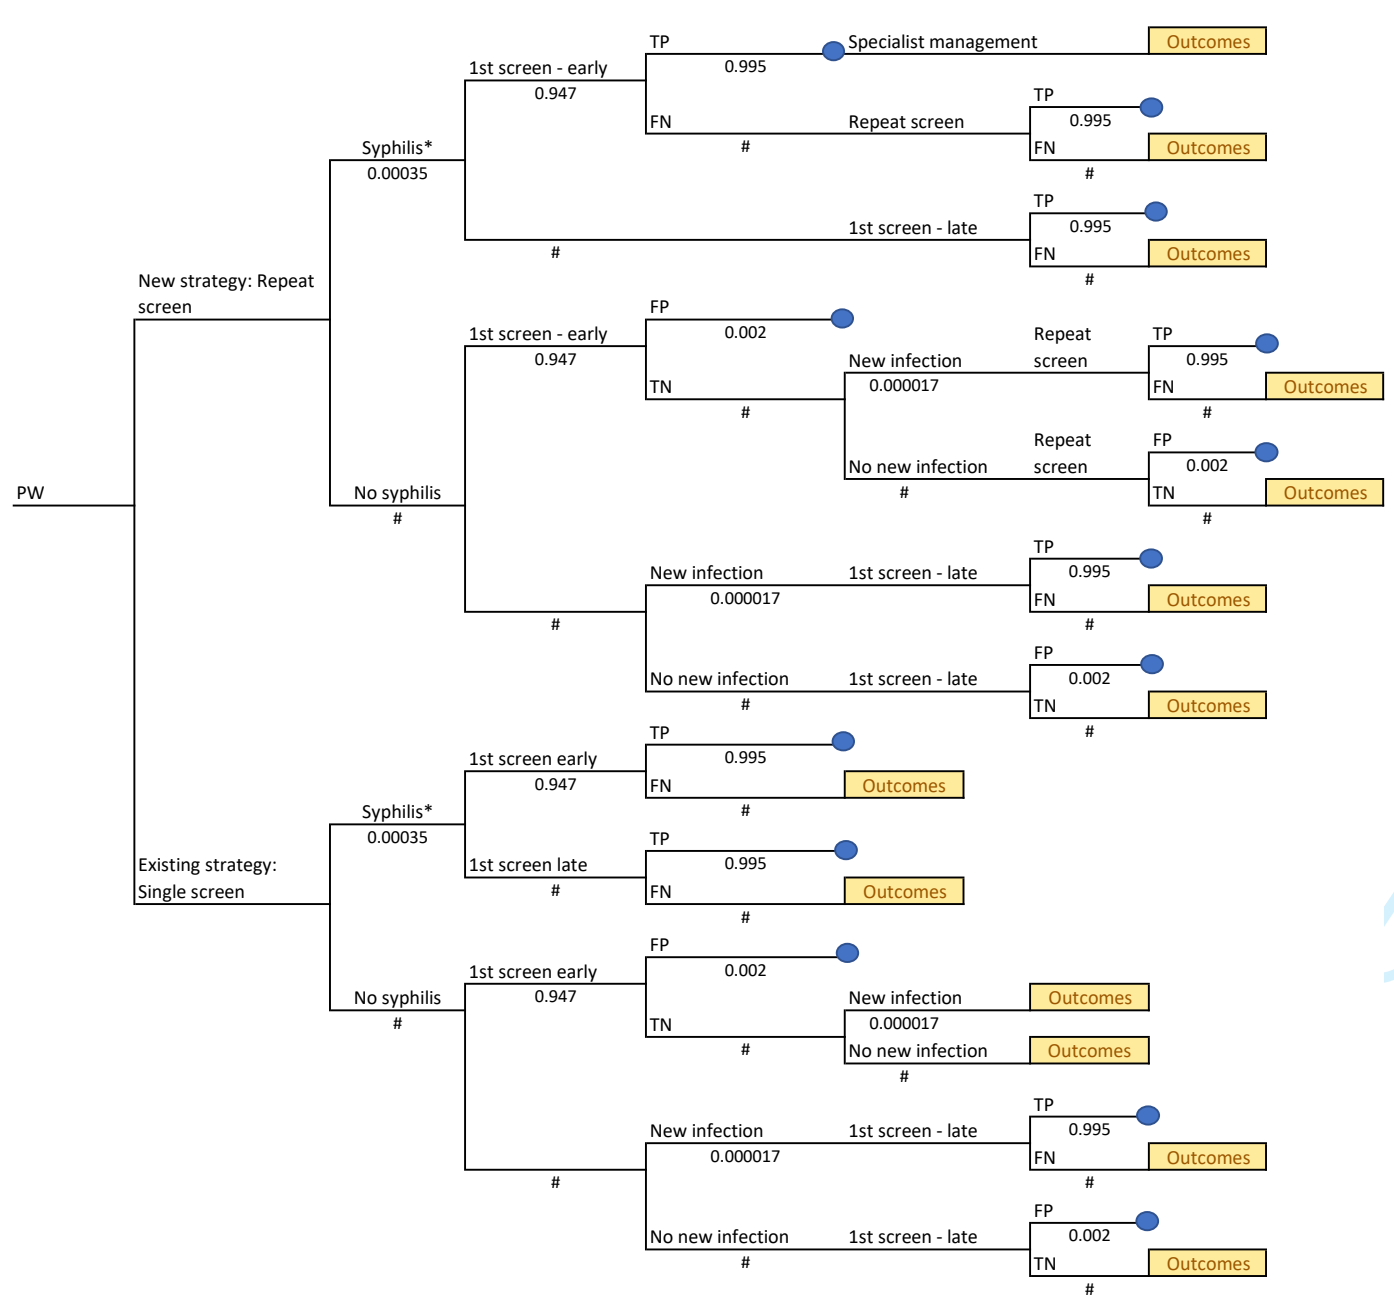 TP
Specialist management
Outcomes
1st screen - early
0.995
0.947
TP
FN
Repeat screen
0.995
#
Syphilis*
FN
Outcomes
0.00035
#
TP
1st screen - late
0.995
#
FN
Outcomes
#
New strategy: Repeat
screen
FP
1st screen - early
0.002
Repeat
screen
TP
0.947
New infection
0.995
TN
0.000017
FN
Outcomes
#
#
Repeat
screen
FP
No new infection
0.002
PW
No syphilis
#
TN
Outcomes
#
#
TP
New infection
1st screen - late
0.995
0.000017
FN
Outcomes
#
#
FP
No new infection
1st screen - late
0.002
#
TN
Outcomes
#
TP
1st screen early
0.995
0.947
FN
Outcomes
#
Syphilis*
0.00035
TP
1st screen late
0.995
#
FN
Outcomes
#
Existing strategy:
Single screen
FP
1st screen early
0.002
0.947
No syphilis
New infection
Outcomes
#
TN
0.000017
#
No new infection
Outcomes
#
TP
New infection
1st screen - late
0.995
0.000017
FN
Outcomes
#
#
FP
No new infection
1st screen - late
0.002
#
TN
Outcomes
#